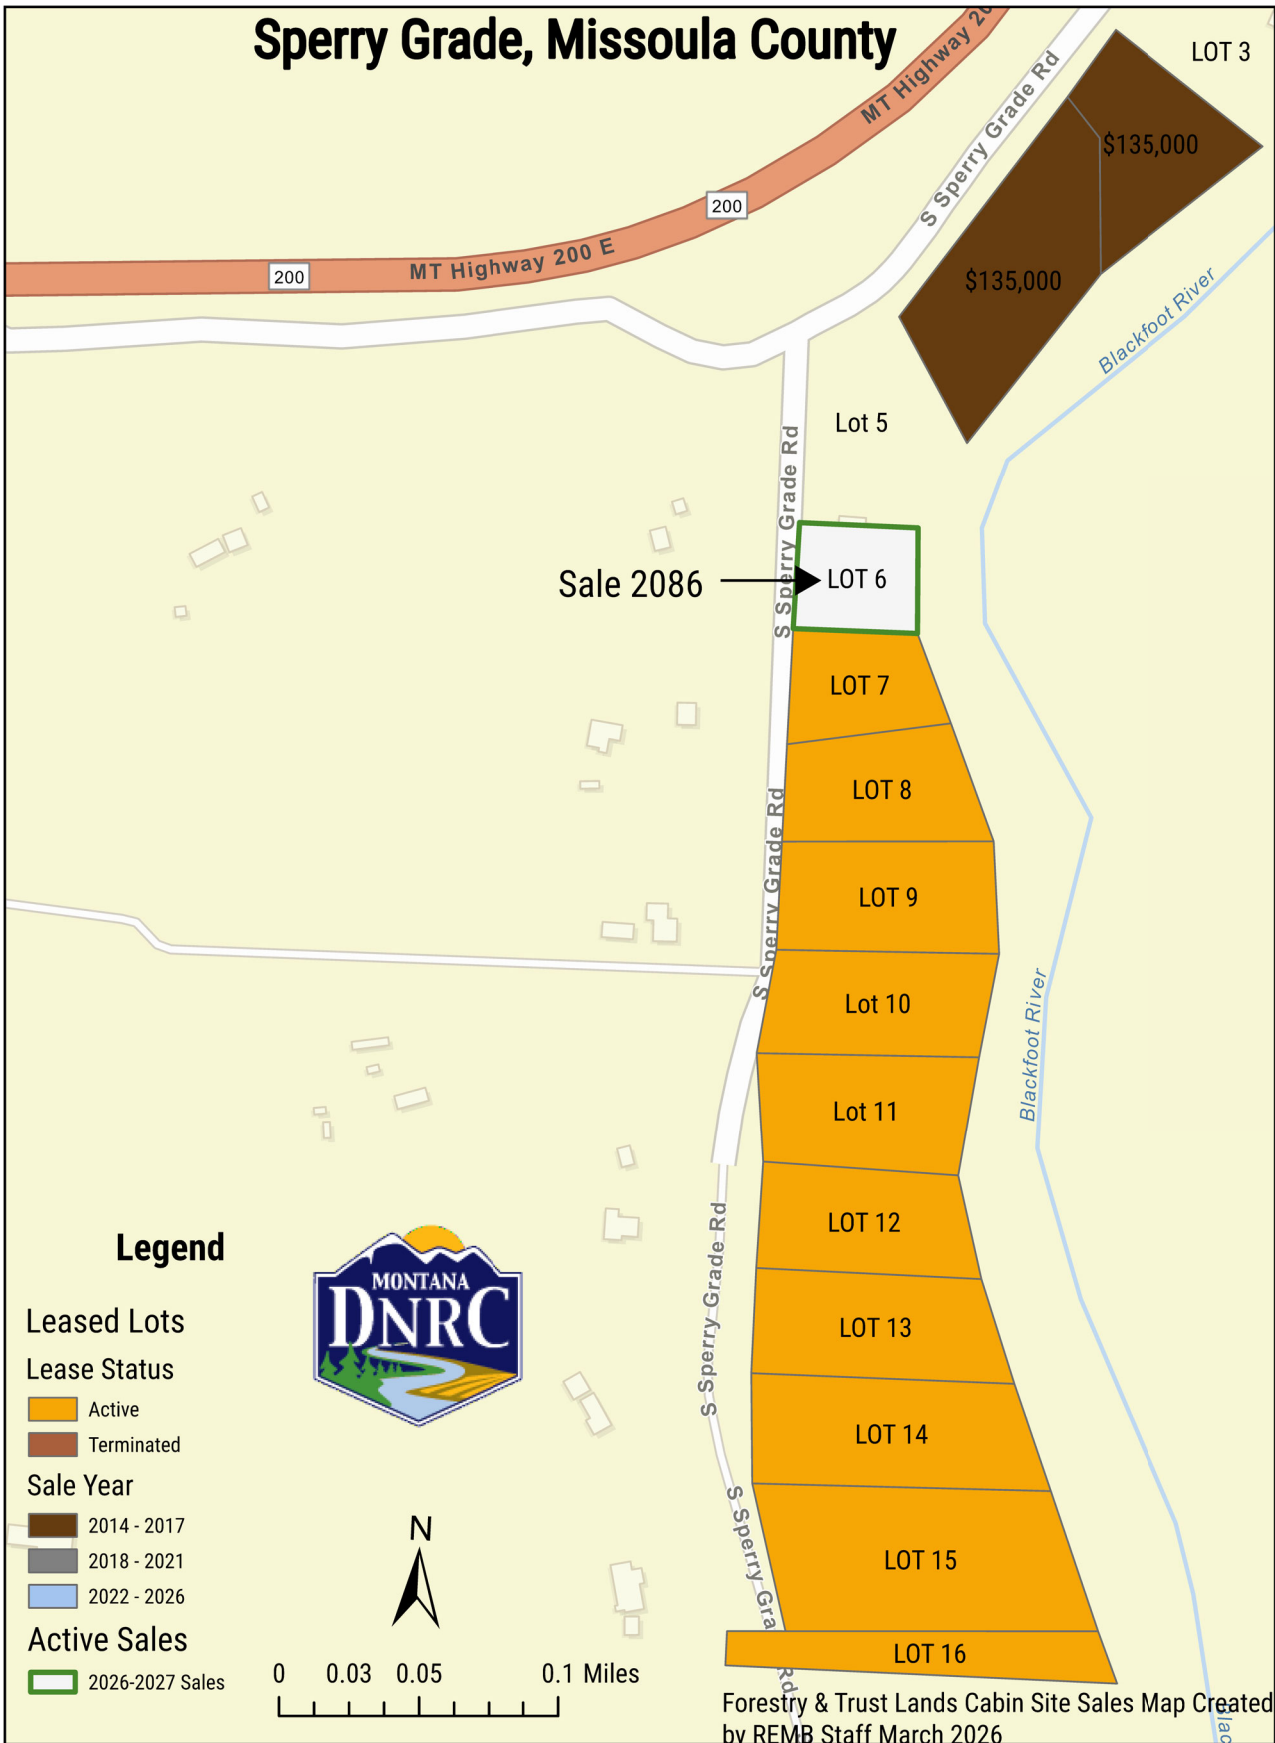 Sperry Grade, Missoula County
LOT 3
MT Highway 20
S Sperry Grade Rd
$135,000
200
MT Highway 200 E
200
$135,000
Blackfoot River
Lot 5
S Sperry Grade Rd
Sale 2086
LOT 6
LOT 7
LOT 8
S Sperry Grade Rd
LOT 9
Lot 10
Blackfoot River
Lot 11
LOT 12
S Sperry Grade Rd
LOT 13
LOT 14
S Sperry Gra
Rd
LOT 15
LOT 16
Legend
MONTANA
DNRC
Leased Lots
Lease Status
Active
Terminated
Sale Year
2014 - 2017
2018 - 2021
2022 - 2026
Active Sales
2026-2027 Sales
N
0 0.03 0.05 0.1 Miles
Forestry & Trust Lands Cabin Site Sales Map Created
by REMB Staff March 2026
Blac